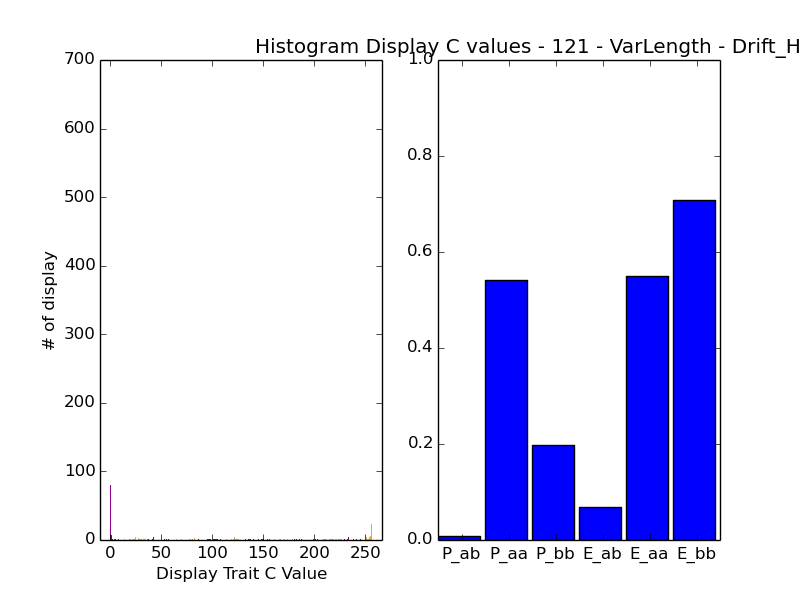 Histogram Display C values - 121 - VarLength - Drift_H
700
600
500
400
300
200
100
0
# of display
0 50 100 150 200 250
Display Trait C Value
1.0
0.8
0.6
0.4
0.2
0.0
P_ab P_aa P_bb E_ab E_aa E_bb